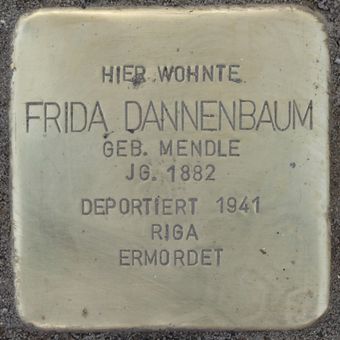 HIER WOHNTE
FRIDA DANNENBAUM
GEB. MENDLE
JG. 1882
DEPORTIERT 1941
RIGA
ERMORDET